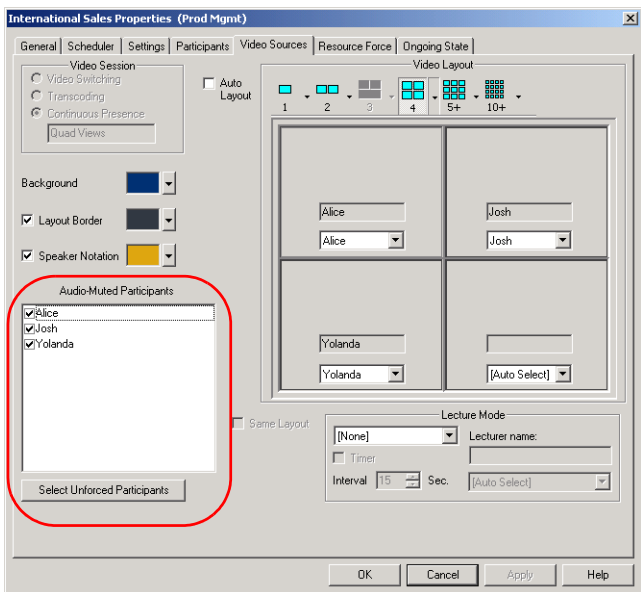 International Sales Properties (Prod Mgmt)
General Scheduler Settings Participants Video Sources Resource Force Ongoing State
Video Session
Video Switching
Transcoding
Continuous Presence
Quad Views
Auto
Layout
Video Layout
1 2 3 4 5+ 10+
Background
Layout Border
Speaker Notation
Alice
Alice
Josh
Josh
Yolanda
Yolanda
[Auto Select]
Audio-Muted Participants
Alice
Josh
Yolanda
Select Unforced Participants
Same Layout
Lecture Mode
[None]
Lecturer name:
Timer
Interval 15 Sec.
[Auto Select]
OK Cancel Apply Help